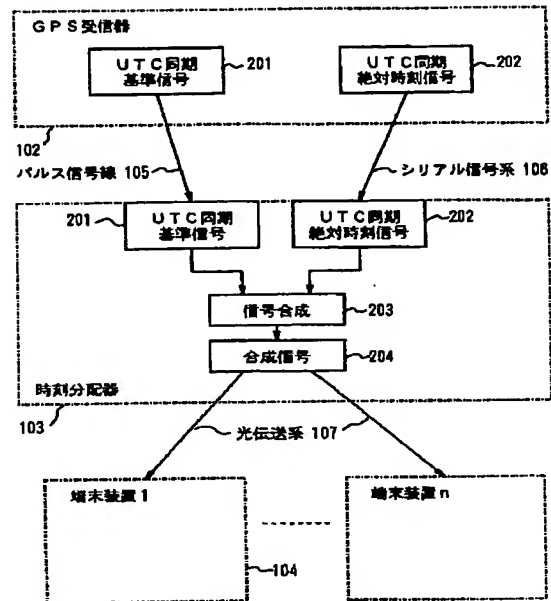 GPS受信器
UTC同期
基準信号
201
UTC同期
絶対時刻信号
202
102
パルス信号線 105
シリアル信号系 106
201
UTC同期
基準信号
UTC同期
絶対時刻信号
202
信号合成
203
合成信号
204
時刻分配器
103
光伝送系 107
端末装置1
端末装置n
104